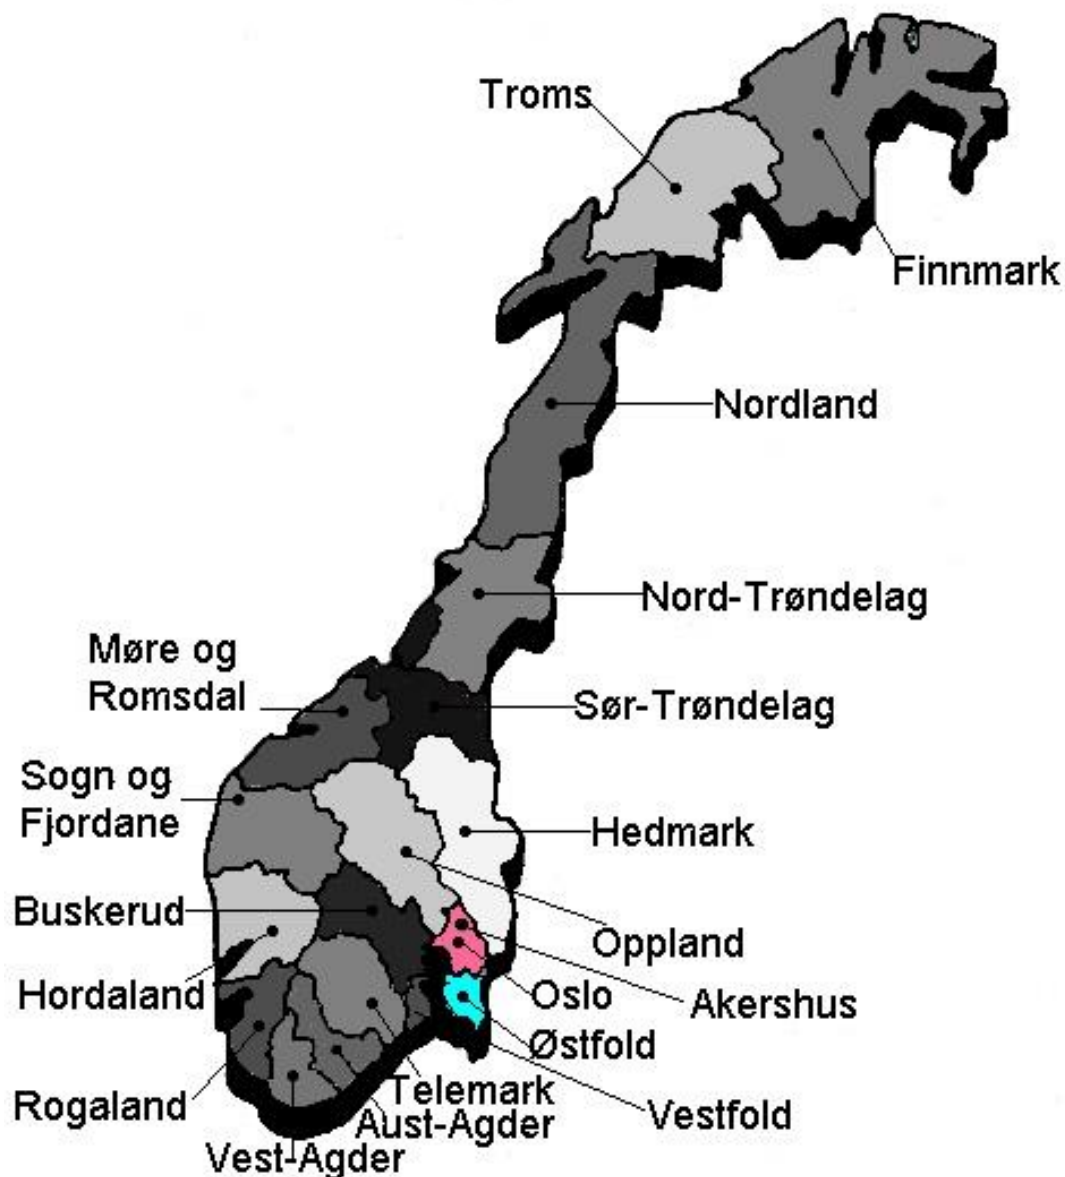 Troms
Finnmark
Nordland
Nord-Trøndelag
Møre og
Romsdal
Sør-Trøndelag
Sogn og
Fjordane
Hedmark
Buskerud
Oppland
Hordaland
Oslo
Akershus
Østfold
Telemark
Rogaland
Vestfold
Aust-Agder
Vest-Agder